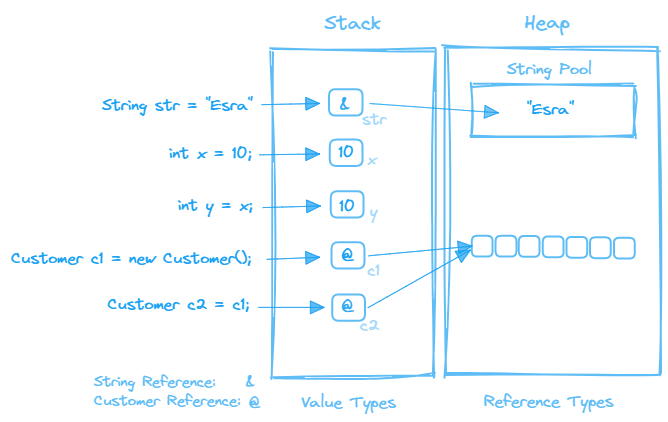 Stack
Heap
String Pool
String str = "Esra"
&
str
"Esra"
int x = 10;
10
x
int y = x;
10
y
Customer c1 = new Customer();
@
c1
Customer c2 = c1;
@
c2
String Reference: &
Customer Reference: @
Value Types
Reference Types